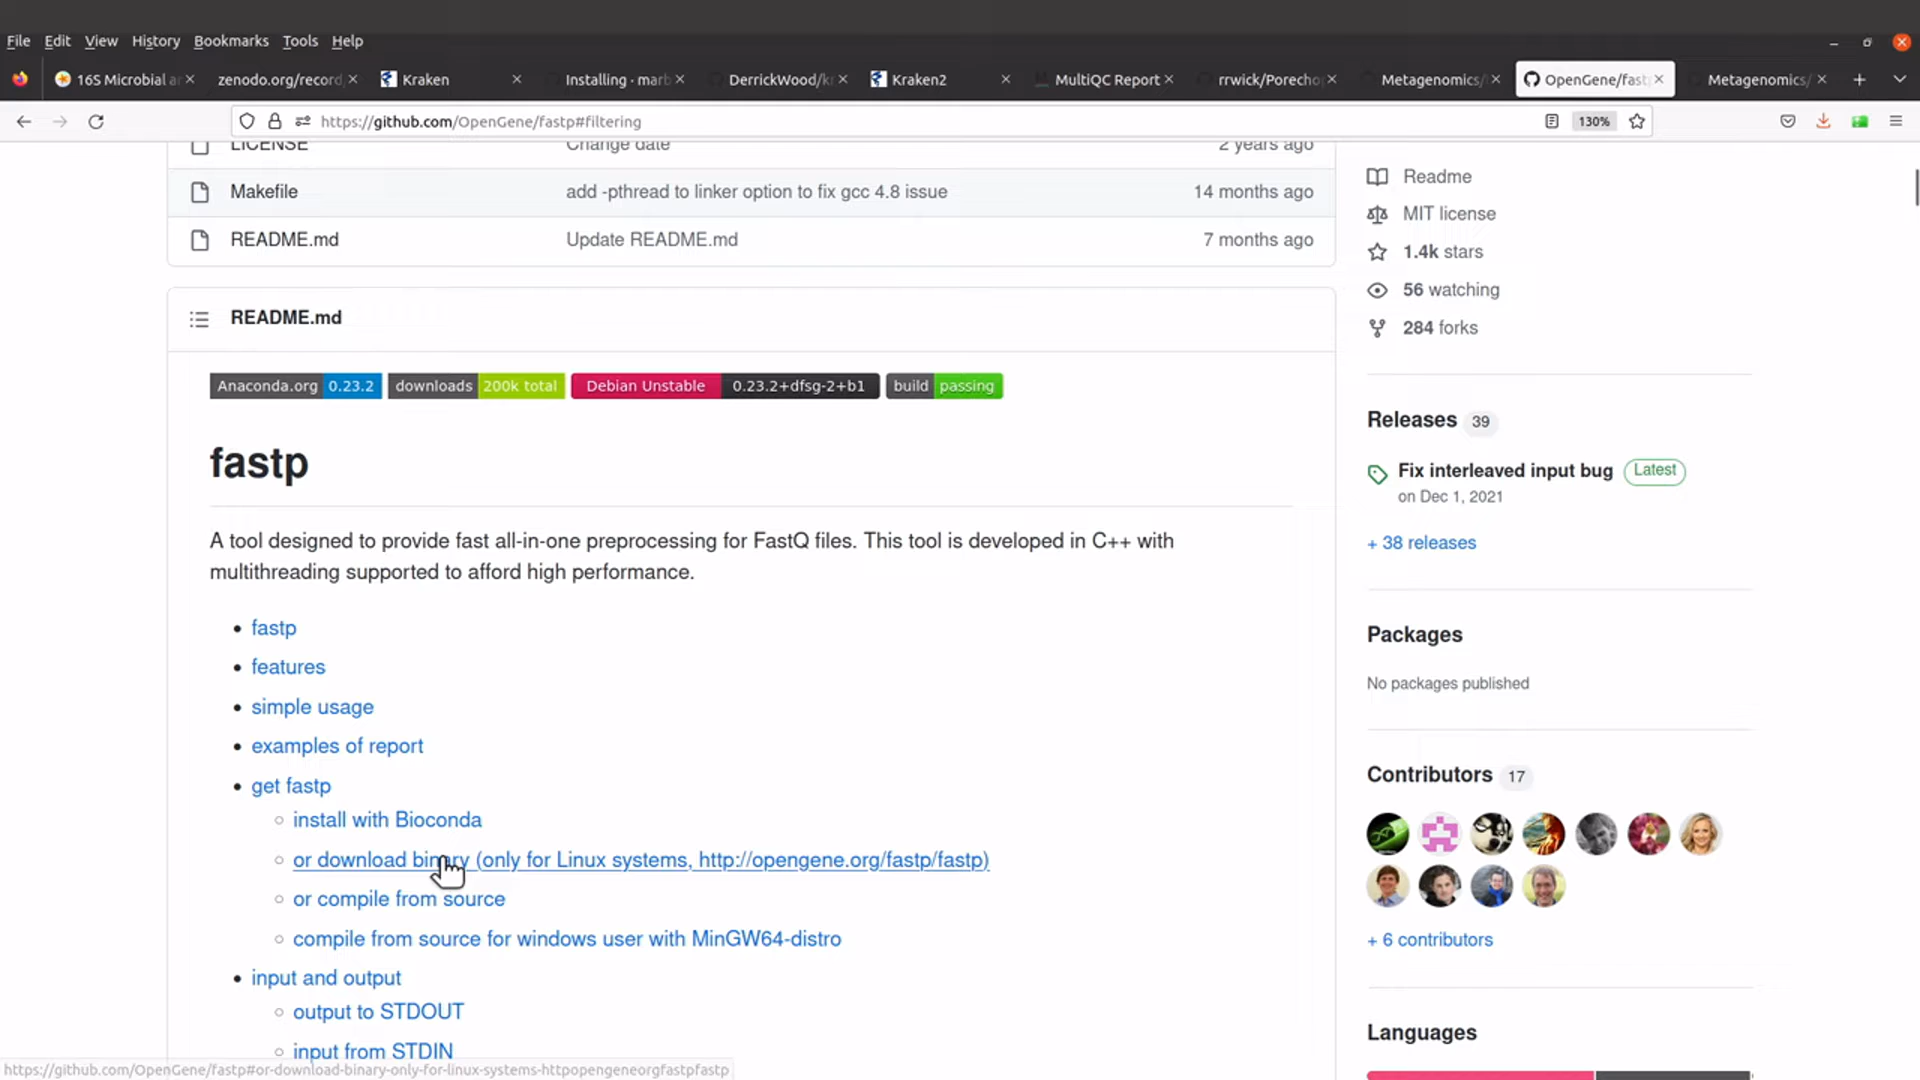 File Edit View History Bookmarks Tools Help
16S Microbial a
zenodo.org/record
Kraken
Installing · marb
DerrickWood/k
Kraken2
MultiQC Report
rrwick/Porecho
Metagenomics/
OpenGene/fast
Metagenomics/
https://github.com/OpenGene/fastp#filtering
130%
LICENSE Change date 2 years ago
Makefile add -pthread to linker option to fix gcc 4.8 issue 14 months ago
README.md Update README.md 7 months ago
README.md
Anaconda.org 0.23.2 downloads 200k total Debian Unstable 0.23.2+dfsg-2+b1 build passing
fastp
A tool designed to provide fast all-in-one preprocessing for FastQ files. This tool is developed in C++ with
multithreading supported to afford high performance.
• fastp
• features
• simple usage
• examples of report
• get fastp
◦ install with Bioconda
◦ or download binary (only for Linux systems, http://opengene.org/fastp/fastp)
◦ or compile from source
◦ compile from source for windows user with MinGW64-distro
• input and output
◦ output to STDOUT
◦ input from STDIN
https://github.com/OpenGene/fastp#or-download-binary-only-for-linux-systems-httpopengeneorgfastpfastp
Readme
MIT license
1.4k stars
56 watching
284 forks
Releases 39
Fix interleaved input bug Latest
on Dec 1, 2021
+ 38 releases
Packages
No packages published
Contributors 17
+ 6 contributors
Languages